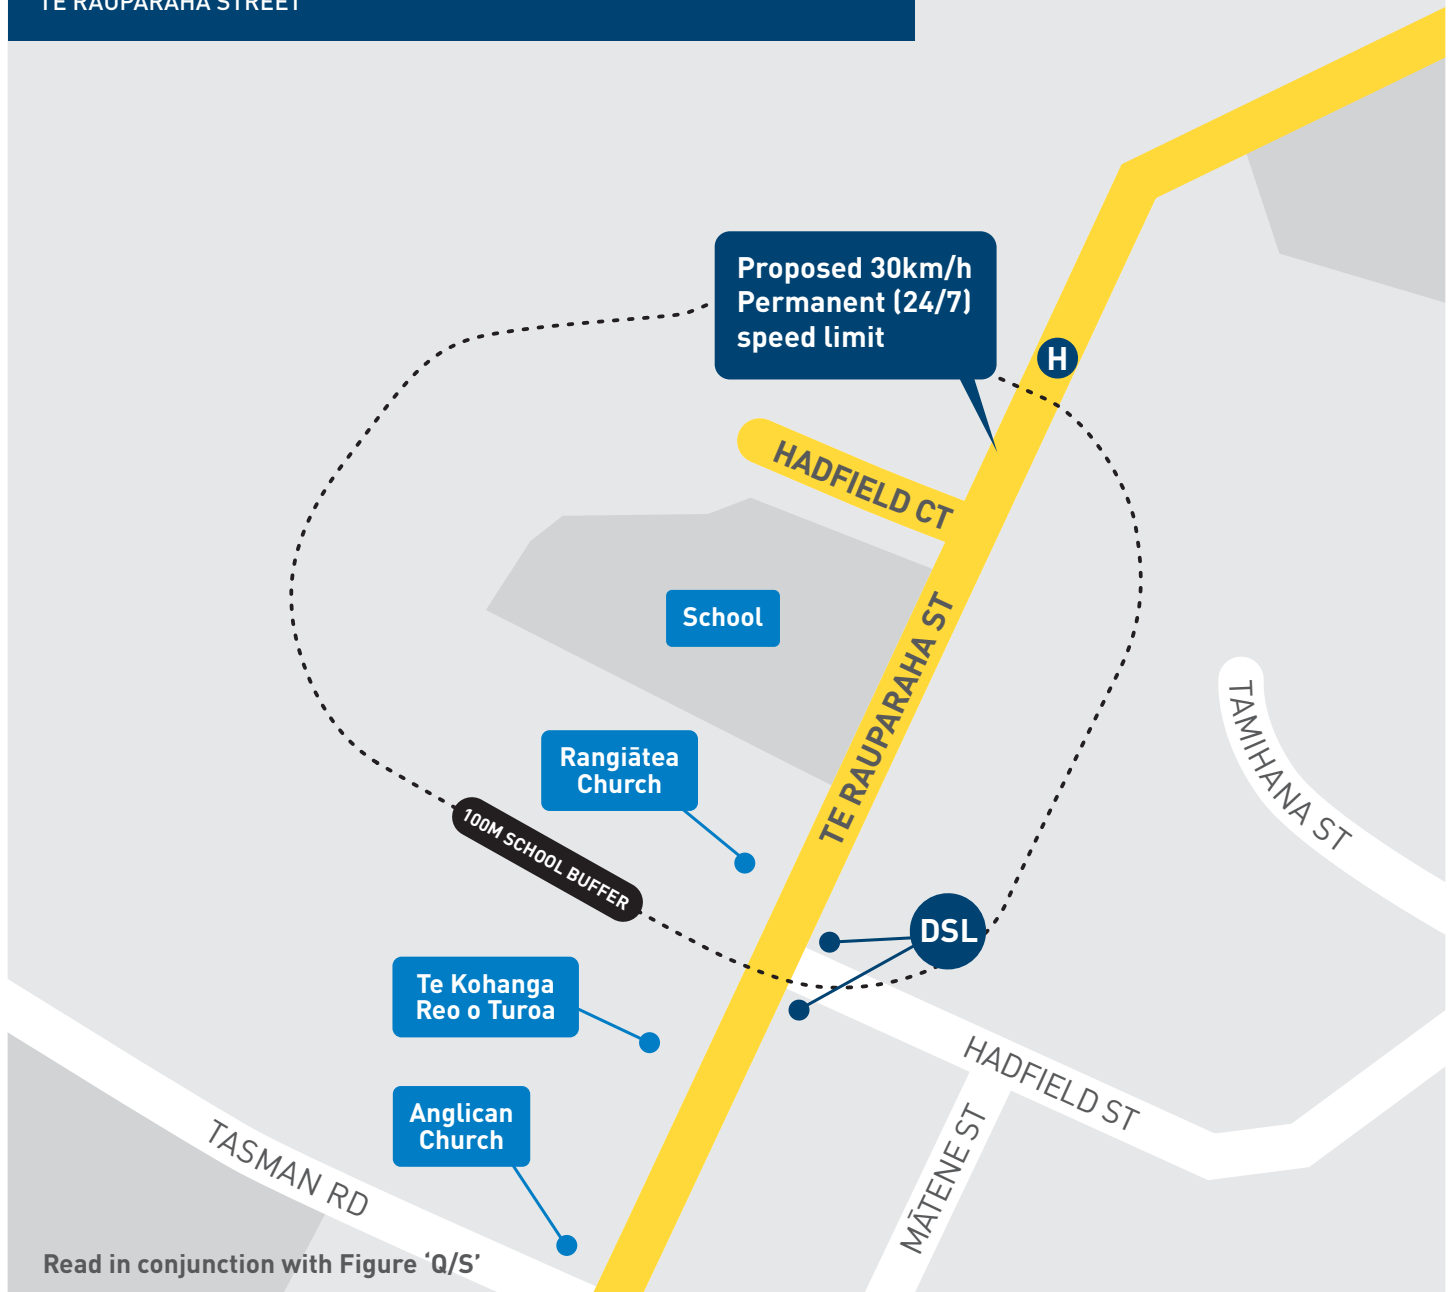 TE RAUPARAHA STREET
Proposed 30km/h
Permanent (24/7)
speed limit
H
HADFIELD CT
School
TE RAUPARAHA ST
TAMIHANA ST
Rangiātea
Church
100M SCHOOL BUFFER
DSL
Te Kohanga
Reo o Turoa
HADFIELD ST
Anglican
Church
MĀTENE ST
TASMAN RD
Read in conjunction with Figure ‘Q/S’